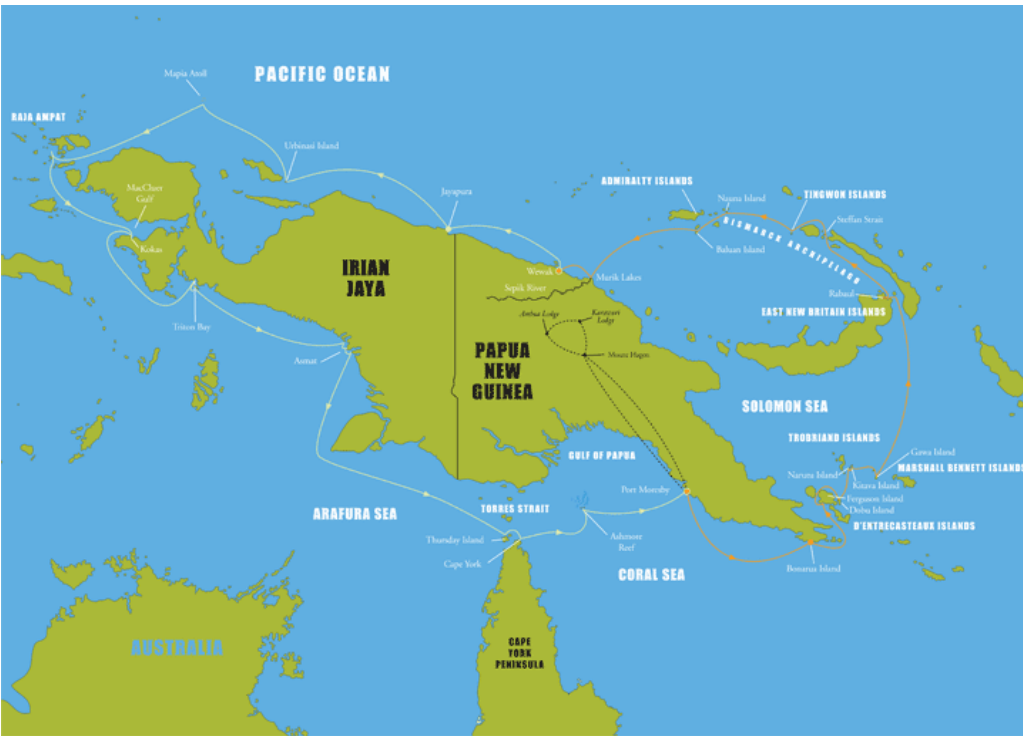 PACIFIC OCEAN
Mapia Atoll
RAJA AMPAT
Urbinasi Island
MacCluer
Gulf
Kokas
Jayapura
ADMIRALTY ISLANDS
Nauna Island
TINGWON ISLANDS
Steffan Strait
BISMARCK ARCHIPELAGO
Baluan Island
Wewak
Murik Lakes
Sepik River
IRIAN
JAYA
Rabaul
EAST NEW BRITAIN ISLANDS
Ambua Lodge
Karawari
Lodge
Triton Bay
Mount Hagen
Asmat
PAPUA
NEW
GUINEA
SOLOMON SEA
TROBRIAND ISLANDS
Gawa Island
GULF OF PAPUA
MARSHALL BENNETT ISLANDS
Kitava Island
Port Moresby
Fergusson Island
Dobu Island
ARAFURA SEA
TORRES STRAIT
D'ENTRECASTEAUX ISLANDS
Thursday Island
Ashmore
Reef
Cape York
CORAL SEA
Bonarua Island
AUSTRALIA
CAPE
YORK
PENINSULA